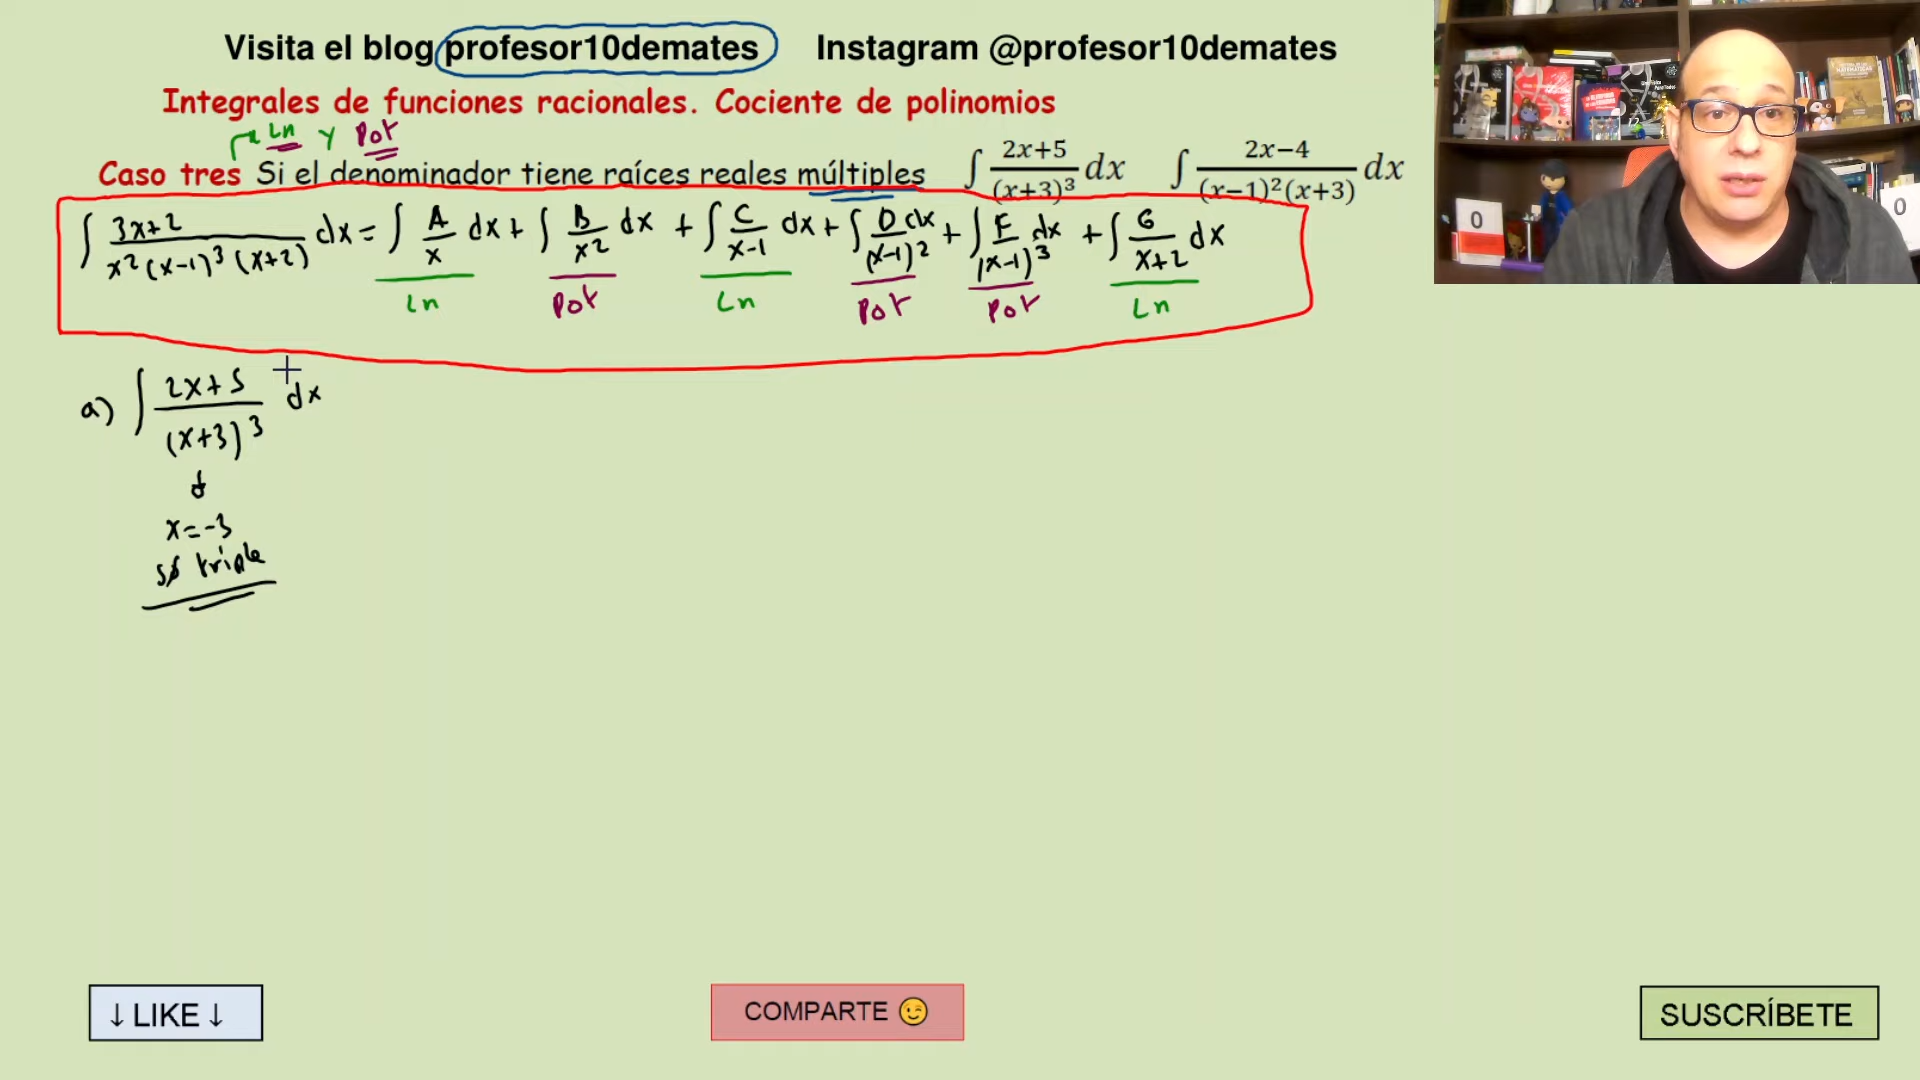 Visita el blog profesor10demates Instagram @profesor10demates
Integrales de funciones racionales. Cociente de polinomios
Ln y Pot
Caso tres Si el denominador tiene raíces reales múltiples ∫ 2x+5/(x+3)³ dx ∫ 2x−4/(x−1)²(x+3) dx
∫ 3x+2/x²(x-1)³(x+2) dx = ∫ A/x dx + ∫ B/x² dx + ∫ C/x-1 dx + ∫ D/(x-1)² dx + ∫ F/(x-1)³ dx + ∫ G/x+2 dx
Ln Pot Ln Pot Pot Ln
a) ∫ 2x+5/(x+3)³ dx
x=-3
triple
↓ LIKE ↓
COMPARTE 😉
SUSCRÍBETE
0
0